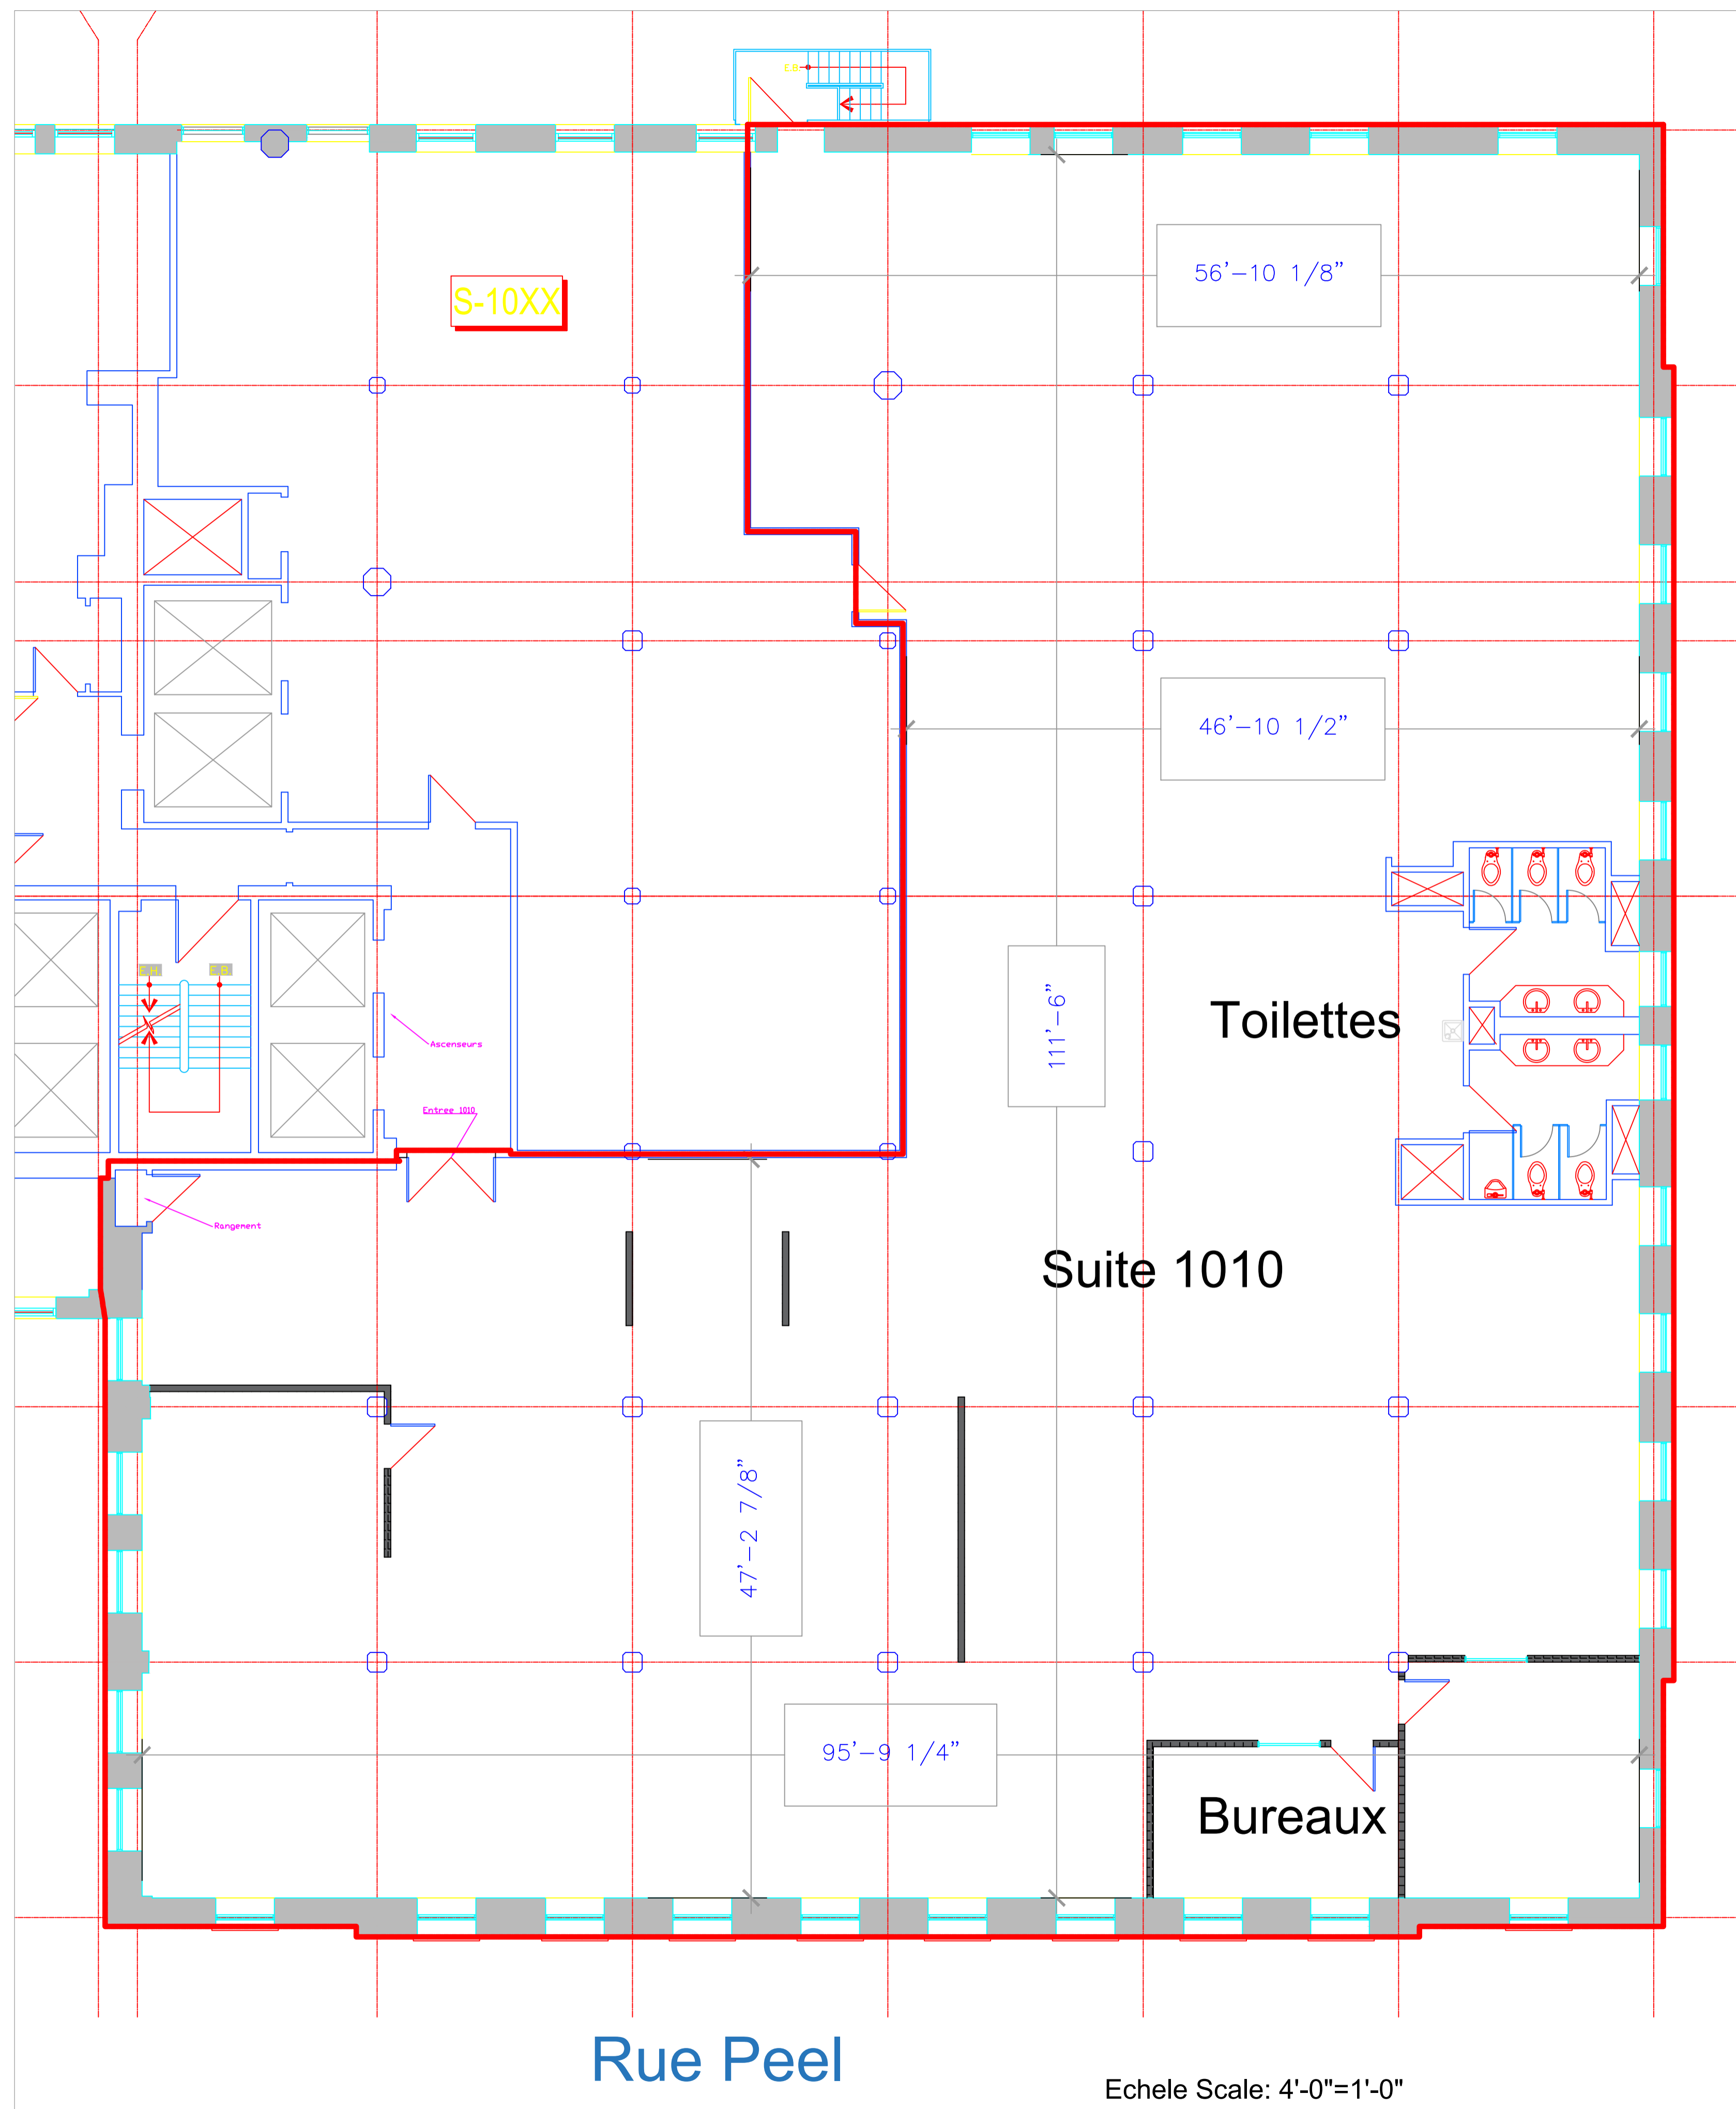 E.B.
S-10XX
56'-10 1/8"
46'-10 1/2"
E.H.
E.B.
Toilettes
111'-6"
Ascenseurs
Entree 1010
Rangement
Suite 1010
47'-2 7/8"
95'-9 1/4"
Bureaux
Rue Peel
Echele Scale: 4'-0"=1'-0"